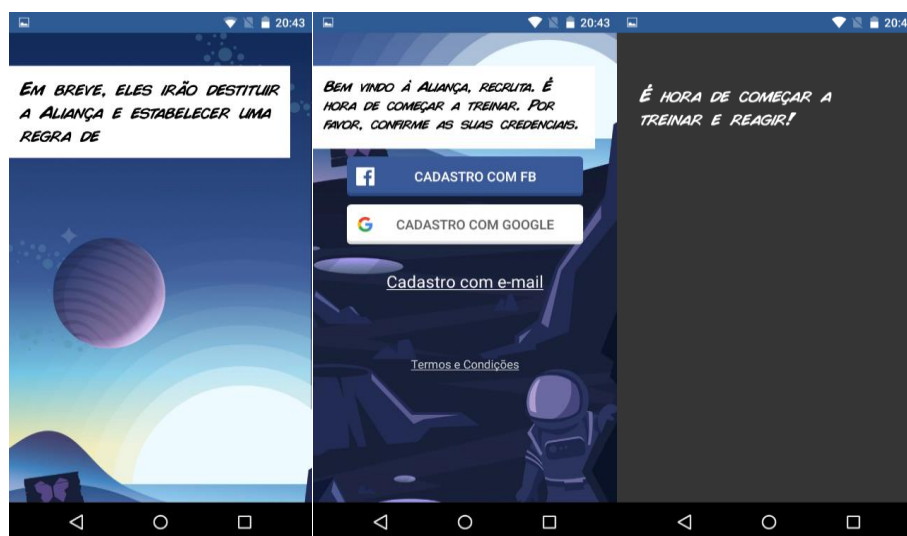 20:43
EM BREVE, ELES IRÃO DESTITUIR
A ALIANÇA E ESTABELECER UMA
REGRA DE
20:43
BEM VINDO À ALIANÇA, RECRUTA. É
HORA DE COMEÇAR A TREINAR. POR
FAVOR, CONFIRME AS SUAS CREDENCIAIS.
CADASTRO COM FB
CADASTRO COM GOOGLE
Cadastro com e-mail
Termos e Condições
20:4
É HORA DE COMEÇAR A
TREINAR E REAGIR!